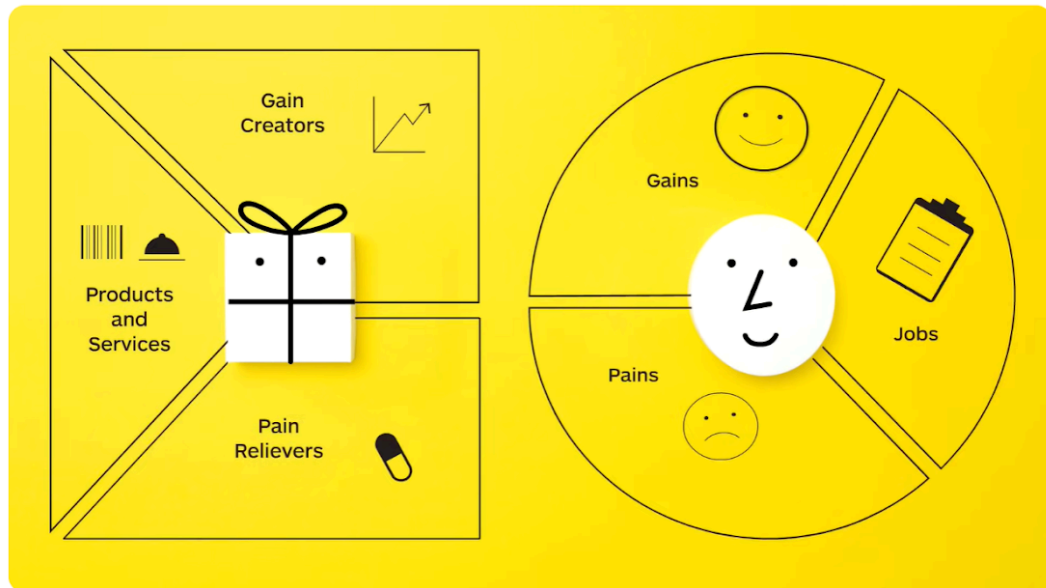 Gain
Creators
Products
and
Services
Pain
Relievers
Gains
Pains
Jobs